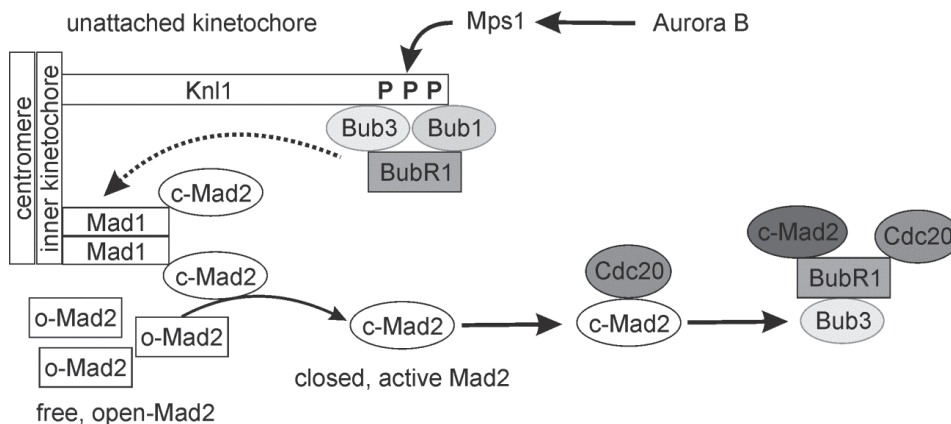 unattached kinetochore
Mps1
Aurora B
centromere
inner kinetochore
Knl1
P P P
Bub3
Bub1
BubR1
c-Mad2
Mad1
Mad1
c-Mad2
o-Mad2
o-Mad2
o-Mad2
free, open-Mad2
c-Mad2
closed, active Mad2
Cdc20
c-Mad2
c-Mad2
Cdc20
BubR1
Bub3